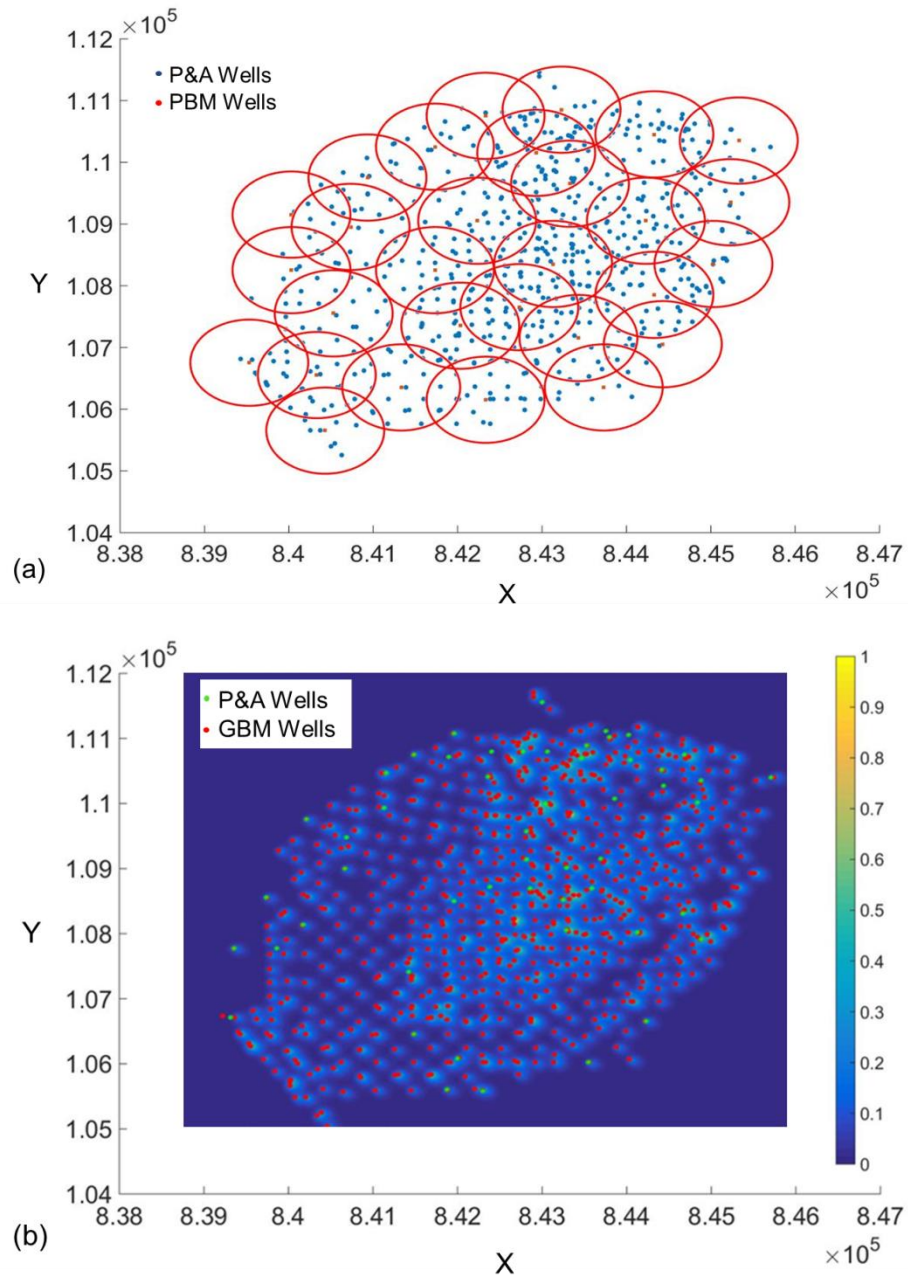 ×10⁵
1.12
P&A Wells
PBM Wells
1.11
1.1
1.09
Y 1.08
1.07
1.06
1.05
1.04
8.38 8.39 8.4 8.41 8.42 8.43 8.44 8.45 8.46 8.47
(a)
X ×10⁵
×10⁵
1.12
P&A Wells
GBM Wells
1.11
1.1
1.09
Y
1.08
1.07
1.06
1.05
1.04
1
0.9
0.8
0.7
0.6
0.5
0.4
0.3
0.2
0.1
0
8.38 8.39 8.4 8.41 8.42 8.43 8.44 8.45 8.46 8.47
(b)
X ×10⁵